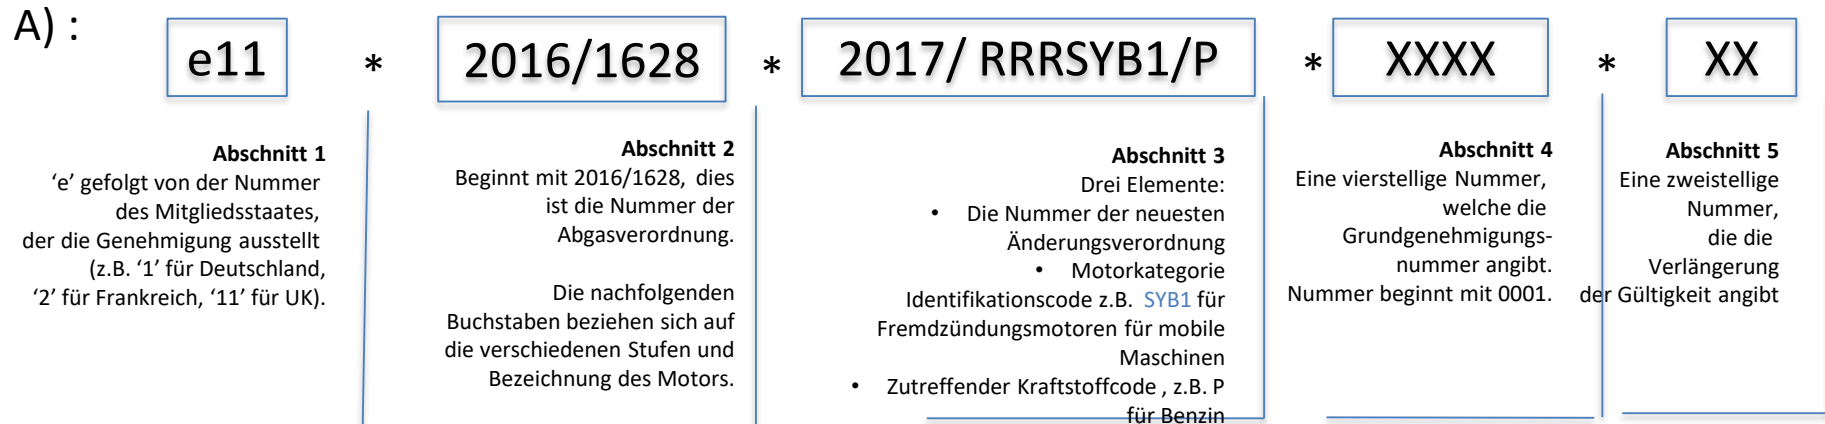 A) :
e11 * 2016/1628 * 2017/ RRRSYB1/P * XXXX * XX
Abschnitt 1
‘e’ gefolgt von der Nummer
des Mitgliedsstaates,
der die Genehmigung ausstellt
(z.B. ‘1’ für Deutschland,
‘2’ für Frankreich, ‘11’ für UK).
Abschnitt 2
Beginnt mit 2016/1628, dies
ist die Nummer der
Abgasverordnung.
Die nachfolgenden
Buchstaben beziehen sich auf
die verschiedenen Stufen und
Bezeichnung des Motors.
Abschnitt 3
Drei Elemente:
• Die Nummer der neuesten
Änderungsverordnung
• Motorkategorie
Identifikationscode z.B. SYB1 für
Fremdzündungsmotoren für mobile
Maschinen
• Zutreffender Kraftstoffcode , z.B. P
für Benzin
Abschnitt 4
Eine vierstellige Nummer,
welche die
Grundgenehmigungs-
nummer angibt.
Nummer beginnt mit 0001.
Abschnitt 5
Eine zweistellige
Nummer,
die die
Verlängerung
der Gültigkeit angibt